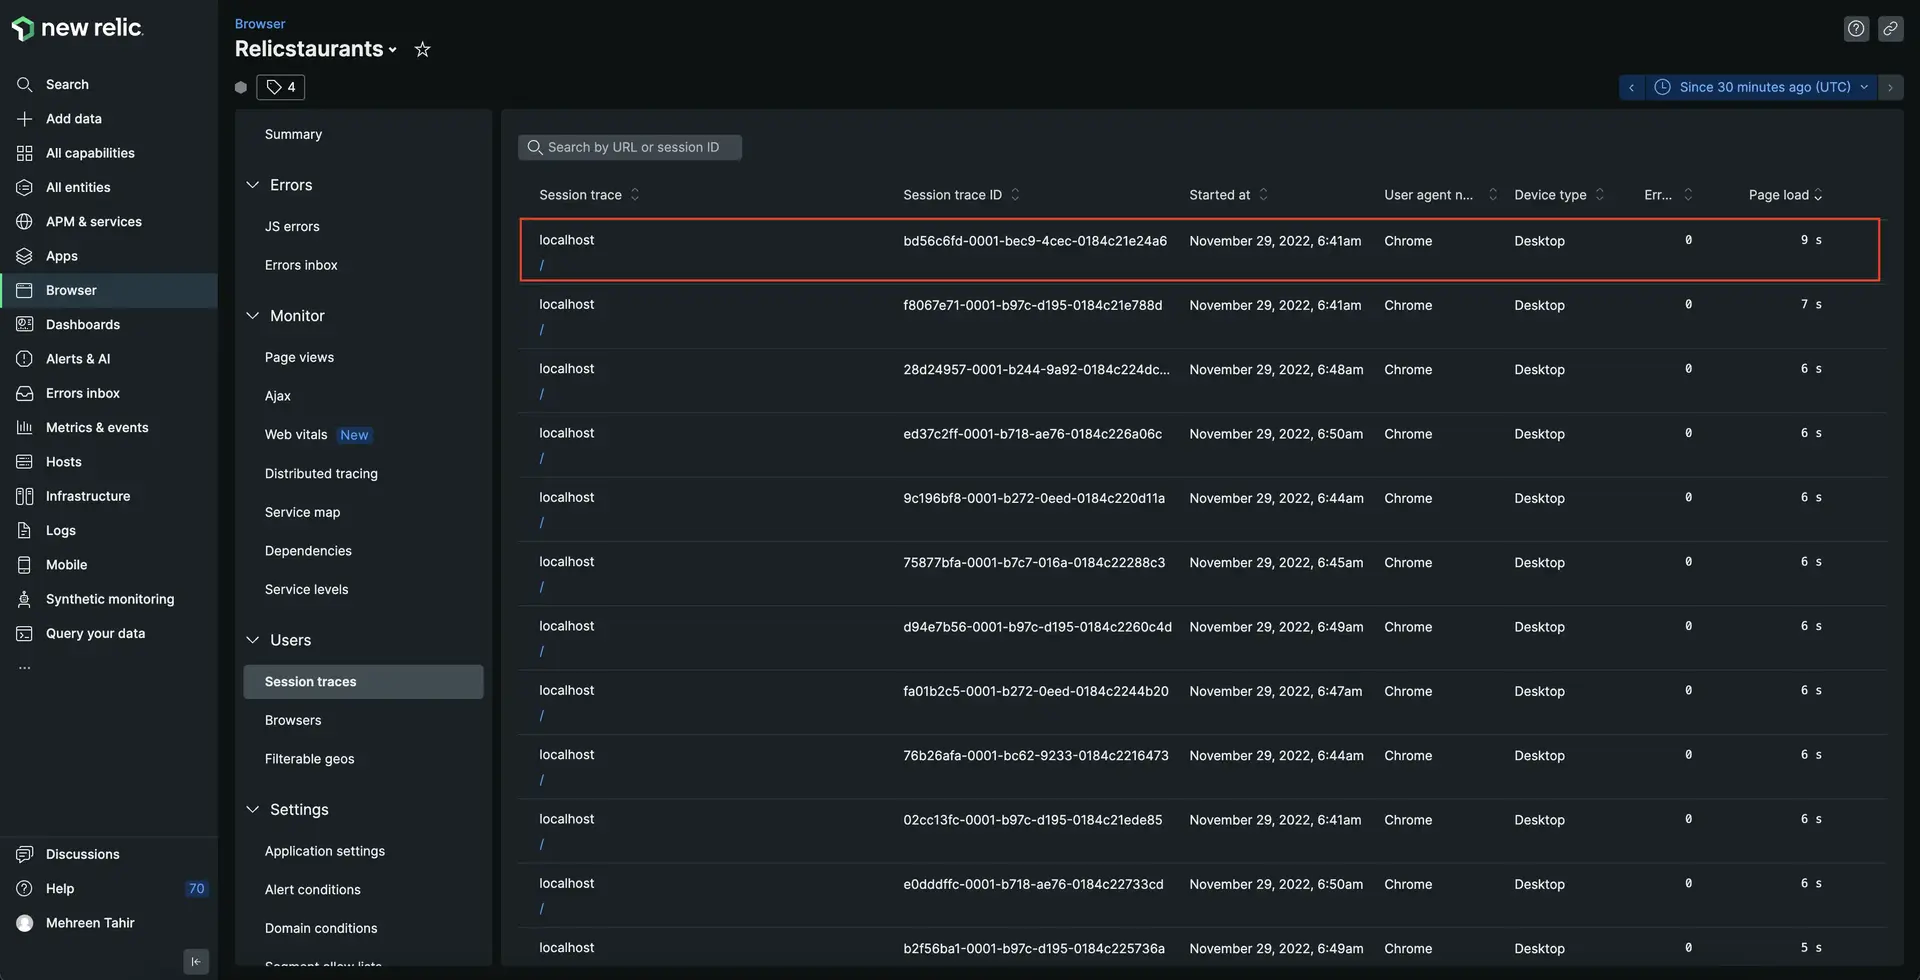 new relic
Search
Add data
All capabilities
All entities
APM & services
Apps
Browser
Dashboards
Alerts & AI
Errors inbox
Metrics & events
Hosts
Infrastructure
Logs
Mobile
Synthetic monitoring
Query your data
...
Discussions
Help 70
Mehreen Tahir
Browser
Relicstaurants
4
Since 30 minutes ago (UTC)
Summary
Errors
JS errors
Errors inbox
Monitor
Page views
Ajax
Web vitals New
Distributed tracing
Service map
Dependencies
Service levels
Users
Session traces
Browsers
Filterable geos
Settings
Application settings
Alert conditions
Domain conditions
Segment allow lists
Search by URL or session ID
Session trace Session trace ID Started at User agent n... Device type Err... Page load
localhost bd56c6fd-0001-bec9-4cec-0184c21e24a6 November 29, 2022, 6:41am Chrome Desktop 0 9 s
/
localhost f8067e71-0001-b97c-d195-0184c21e788d November 29, 2022, 6:41am Chrome Desktop 0 7 s
/
localhost 28d24957-0001-b244-9a92-0184c224dc... November 29, 2022, 6:48am Chrome Desktop 0 6 s
/
localhost ed37c2ff-0001-b718-ae76-0184c226a06c November 29, 2022, 6:50am Chrome Desktop 0 6 s
/
localhost 9c196bf8-0001-b272-0eed-0184c220d11a November 29, 2022, 6:44am Chrome Desktop 0 6 s
/
localhost 75877bfa-0001-b7c7-016a-0184c22288c3 November 29, 2022, 6:45am Chrome Desktop 0 6 s
/
localhost d94e7b56-0001-b97c-d195-0184c2260c4d November 29, 2022, 6:49am Chrome Desktop 0 6 s
/
localhost fa01b2c5-0001-b272-0eed-0184c2244b20 November 29, 2022, 6:47am Chrome Desktop 0 6 s
/
localhost 76b26afa-0001-bc62-9233-0184c2216473 November 29, 2022, 6:44am Chrome Desktop 0 6 s
/
localhost 02cc13fc-0001-b97c-d195-0184c21ede85 November 29, 2022, 6:41am Chrome Desktop 0 6 s
/
localhost e0dddffc-0001-b718-ae76-0184c22733cd November 29, 2022, 6:50am Chrome Desktop 0 6 s
/
localhost b2f56ba1-0001-b97c-d195-0184c225736a November 29, 2022, 6:49am Chrome Desktop 0 5 s